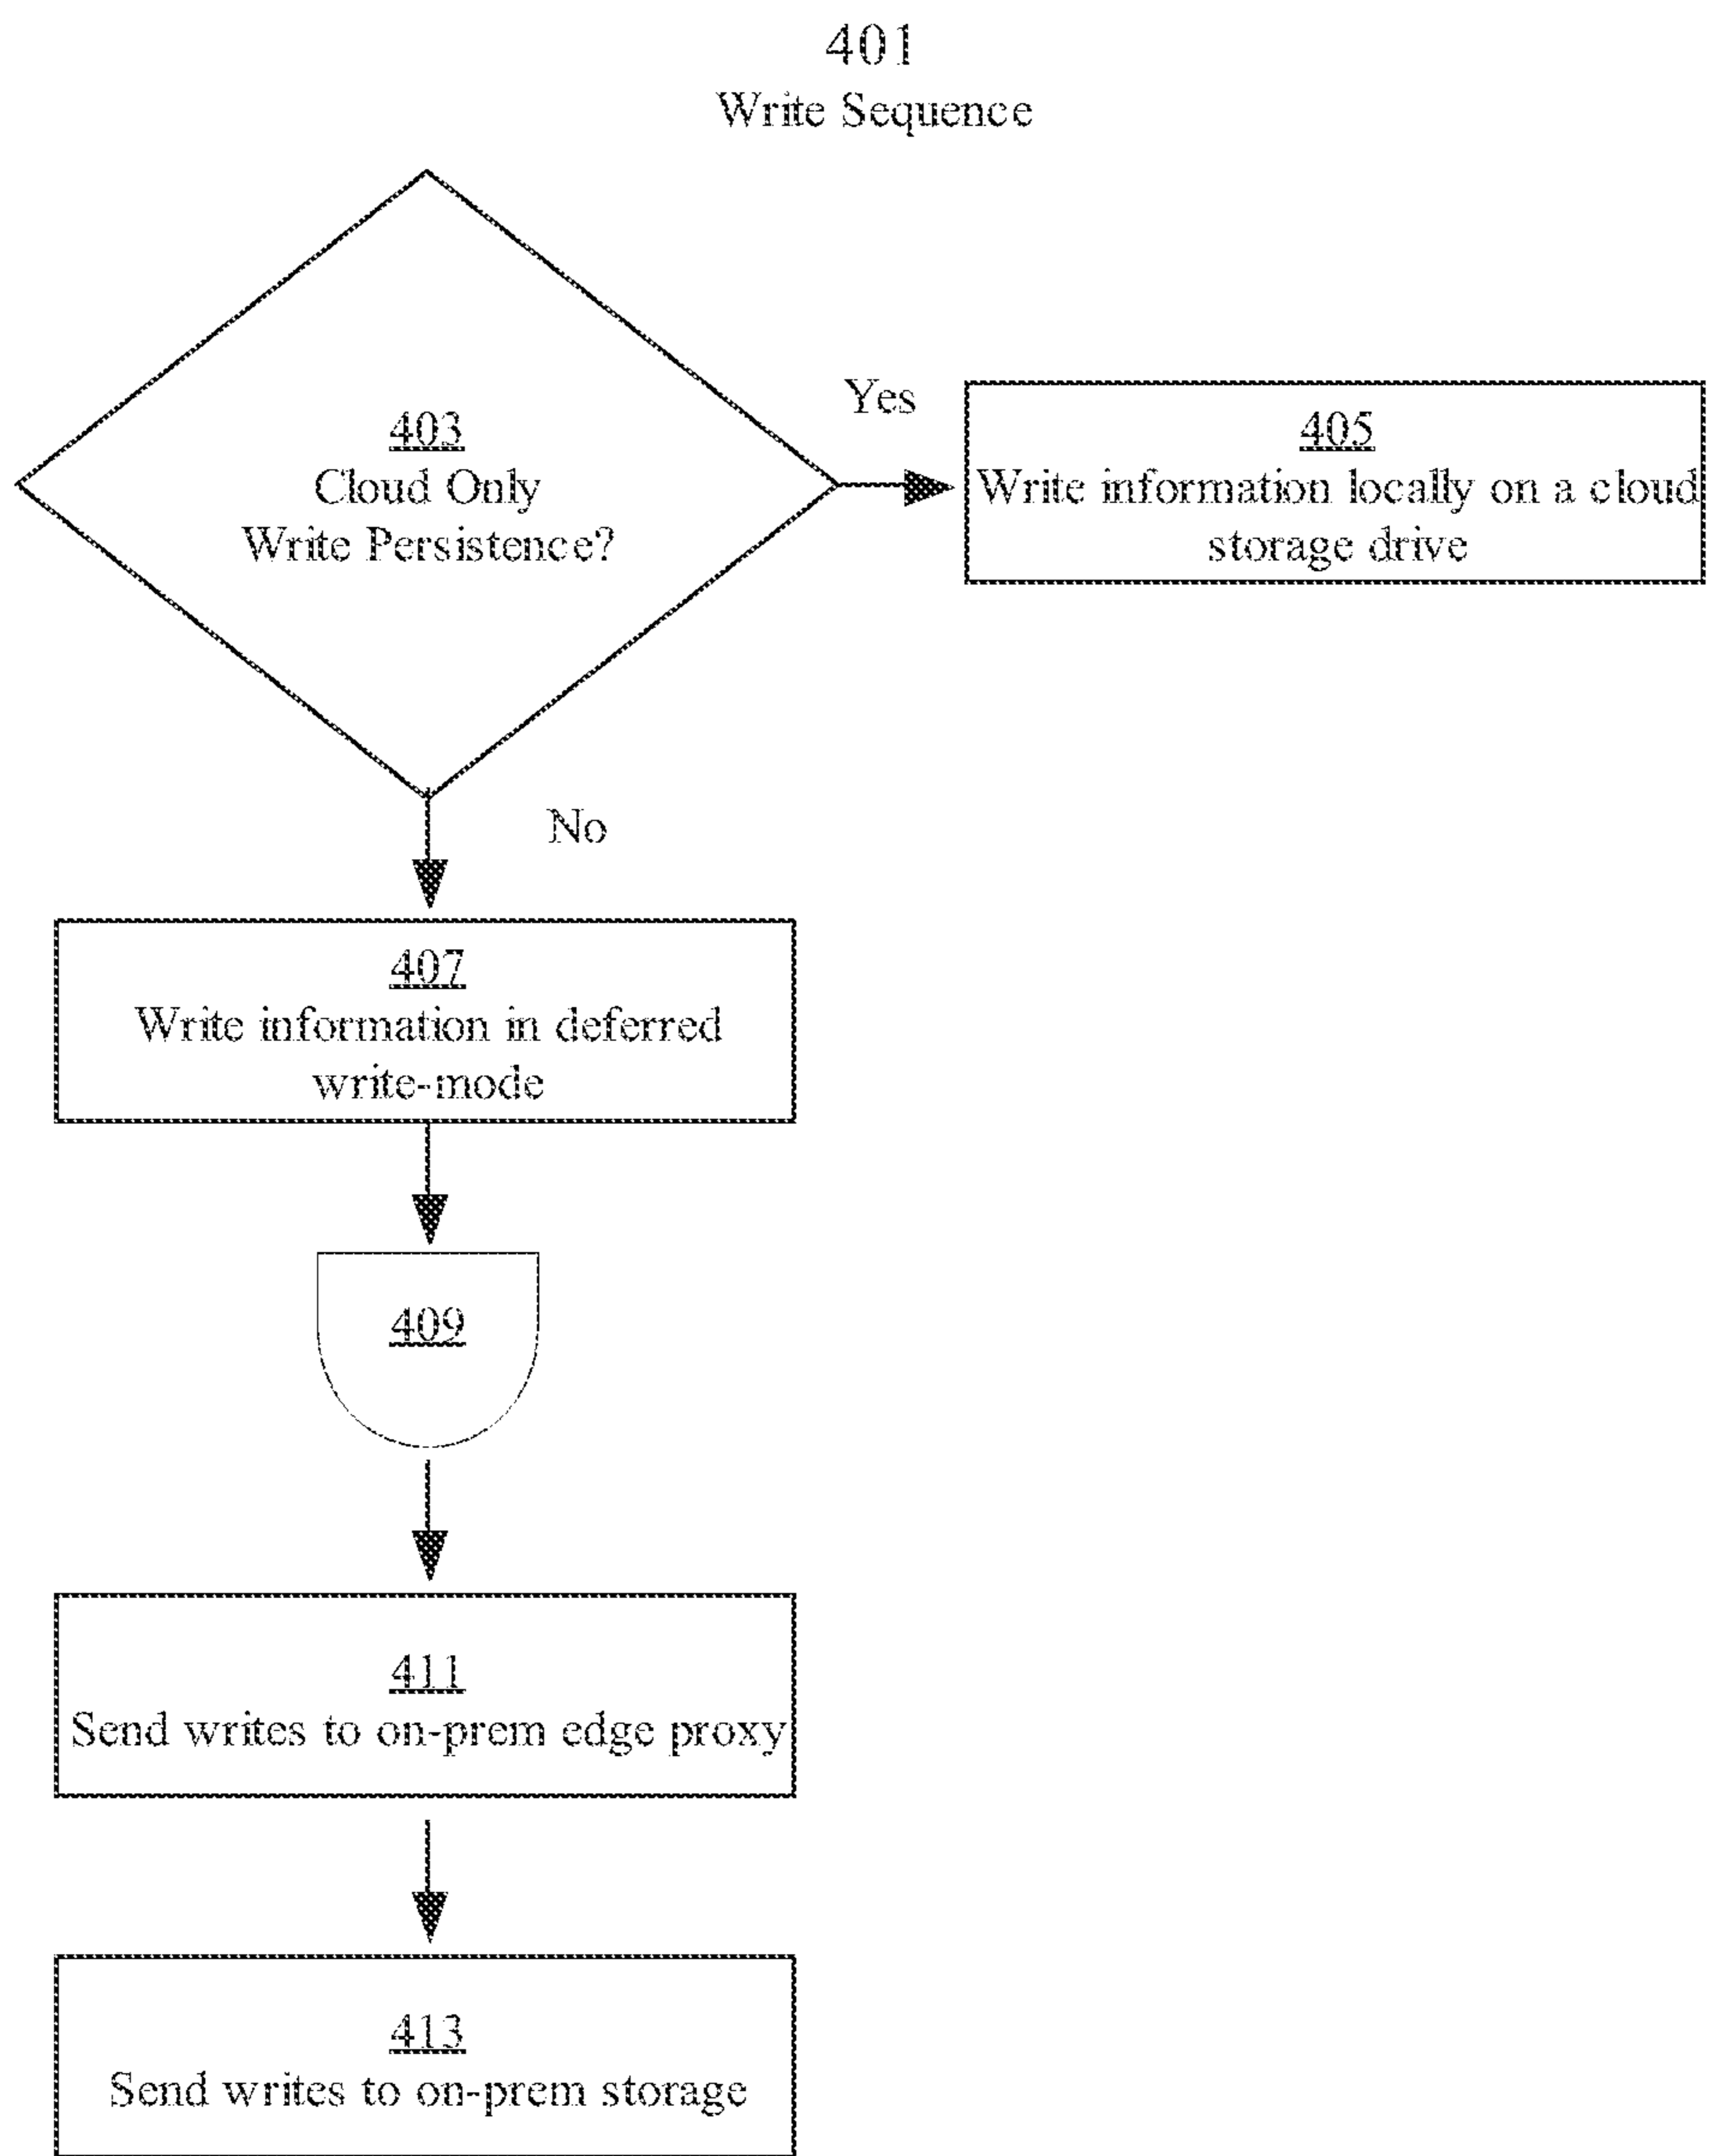 401
Write Sequence
403
Cloud Only
Write Persistence?
Yes
405
Write information locally on a cloud
storage drive
No
407
Write information in deferred
write-mode
409
411
Send writes to on-prem edge proxy
413
Send writes to on-prem storage